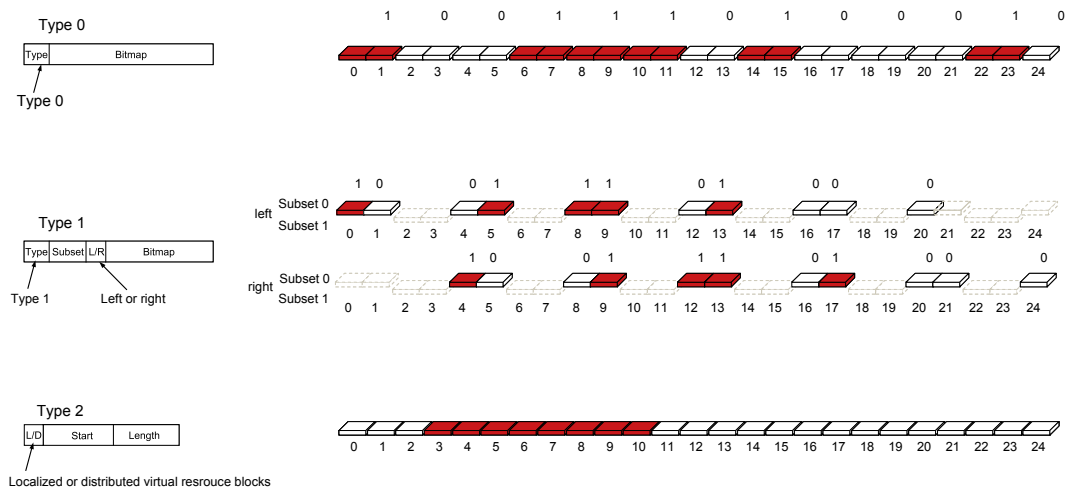 Type 0
1 0 0 1 1 1 0 1 0 0 0 1 0
Type Bitmap
0 1 2 3 4 5 6 7 8 9 10 11 12 13 14 15 16 17 18 19 20 21 22 23 24
Type 0
1 0 0 1 1 1 0 1 0 0 0
left Subset 0
Subset 1
Type 1
0 1 2 3 4 5 6 7 8 9 10 11 12 13 14 15 16 17 18 19 20 21 22 23 24
Type Subset L/R Bitmap
1 0 0 1 1 1 0 1 0 0 0
right Subset 0
Subset 1
Type 1 Left or right
0 1 2 3 4 5 6 7 8 9 10 11 12 13 14 15 16 17 18 19 20 21 22 23 24
Type 2
L/D Start Length
0 1 2 3 4 5 6 7 8 9 10 11 12 13 14 15 16 17 18 19 20 21 22 23 24
Localized or distributed virtual resrouce blocks